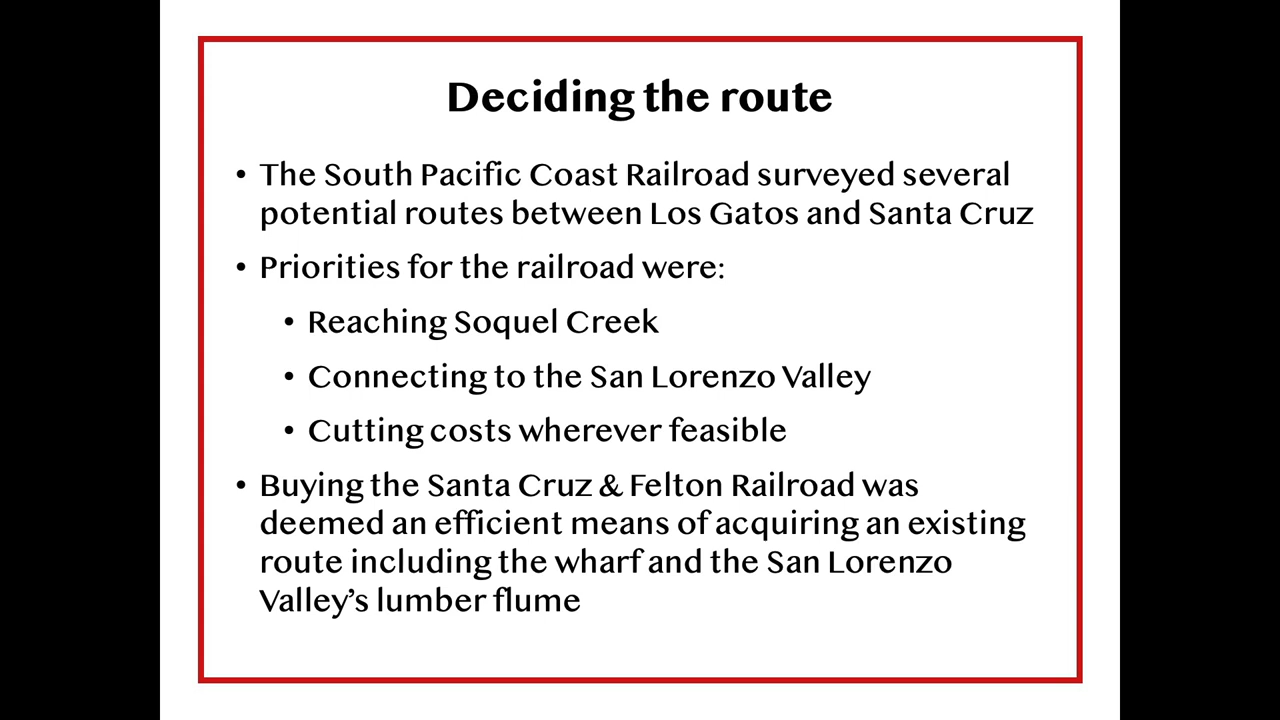 Deciding the route
• The South Pacific Coast Railroad surveyed several
potential routes between Los Gatos and Santa Cruz
• Priorities for the railroad were:
• Reaching Soquel Creek
• Connecting to the San Lorenzo Valley
• Cutting costs wherever feasible
• Buying the Santa Cruz & Felton Railroad was
deemed an efficient means of acquiring an existing
route including the wharf and the San Lorenzo
Valley’s lumber flume